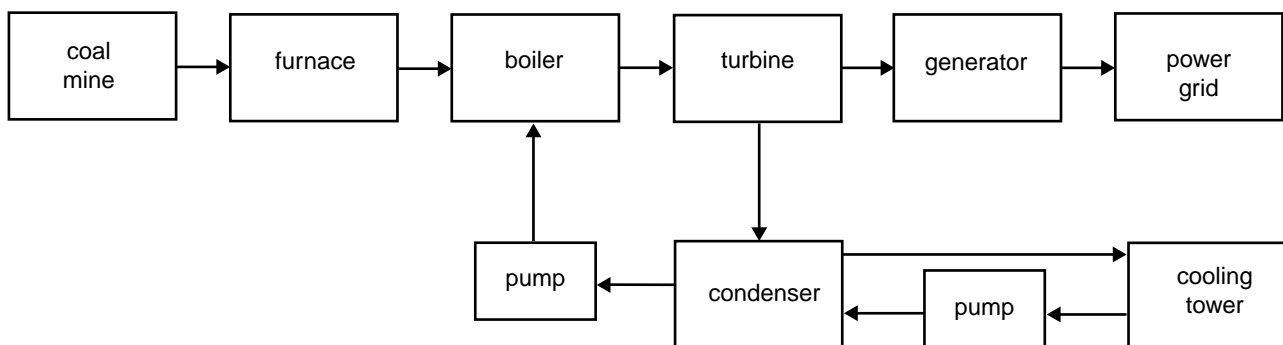 coal
mine
furnace
boiler
turbine
generator
power
grid
pump
condenser
pump
cooling
tower